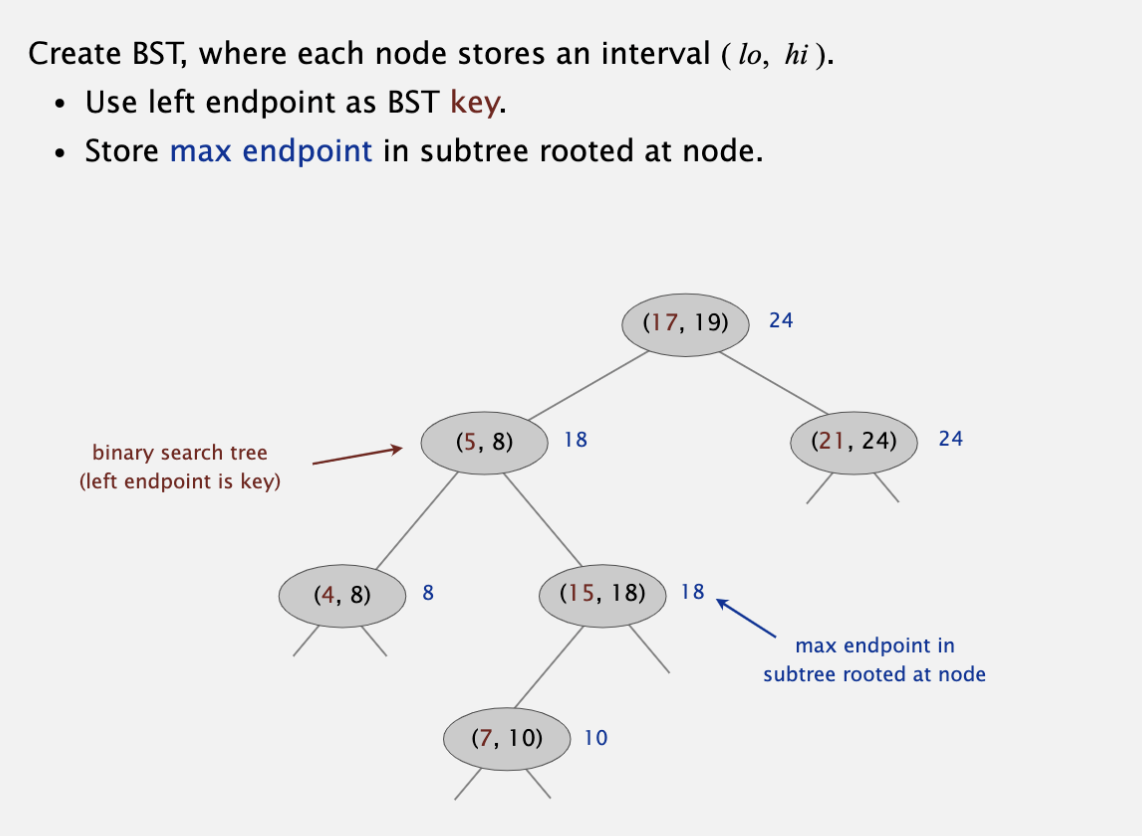 Create BST, where each node stores an interval ( lo, hi ).
• Use left endpoint as BST key.
• Store max endpoint in subtree rooted at node.
(17, 19) 24
binary search tree
(left endpoint is key)
(5, 8) 18
(21, 24) 24
(4, 8) 8
(15, 18) 18
max endpoint in
subtree rooted at node
(7, 10) 10